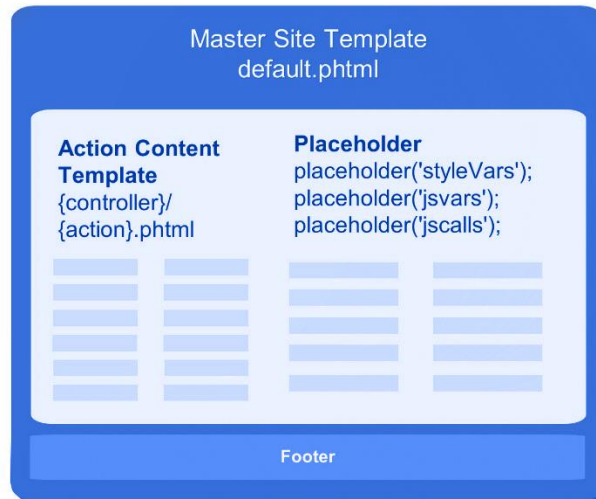 Master Site Template
default.phtml
Action Content
Template
{controller}/
{action}.phtml
Placeholder
placeholder('styleVars');
placeholder('jsvars');
placeholder('jscalls');
Footer